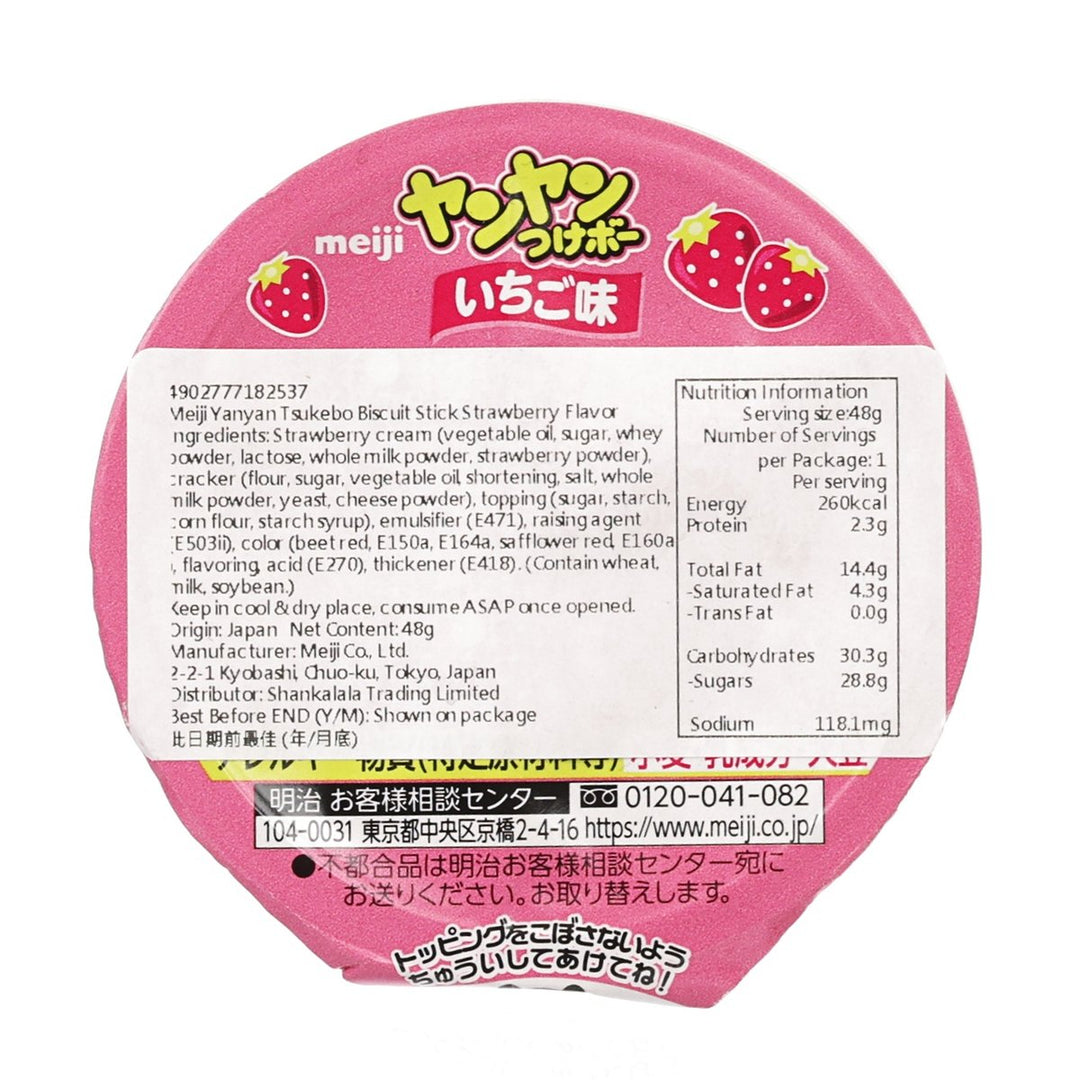 meiji
ヤンヤン
つけボー
いちご味
4902777182537
Meiji Yanyan Tsukebo Biscuit Stick Strawberry Flavor
Ingredients: Strawberry cream (vegetable oil, sugar, whey
powder, lactose, whole milk powder, strawberry powder),
cracker (flour, sugar, vegetable oil, shortening, salt, whole
milk powder, yeast, cheese powder), topping (sugar, starch,
corn flour, starch syrup), emulsifier (E471), raising agent
(E503ii), color (beet red, E150a, E164a, safflower red, E160a
), flavoring, acid (E270), thickener (E418). (Contain wheat,
milk, soybean.)
Keep in cool & dry place, consume ASAP once opened.
Origin: Japan Net Content: 48g
Manufacturer: Meiji Co., Ltd.
2-2-1 Kyobashi, Chuo-ku, Tokyo, Japan
Distributor: Shankalala Trading Limited
Best Before END (Y/M): Shown on package
此日期前最佳 (年/月底)
Nutrition Information
Serving size:48g
Number of Servings
per Package: 1
Per serving
Energy 260kcal
Protein 2.3g
Total Fat 14.4g
-Saturated Fat 4.3g
-Trans Fat 0.0g
Carbohydrates 30.3g
-Sugars 28.8g
Sodium 118.1mg
明治 お客様相談センター 0120-041-082
104-0031 東京都中央区京橋2-4-16 https://www.meiji.co.jp/
●不都合品は明治お客様相談センター宛に
お送りください。お取り替えします。
トッピングをこぼさないよう
ちゅういしてあけてね!